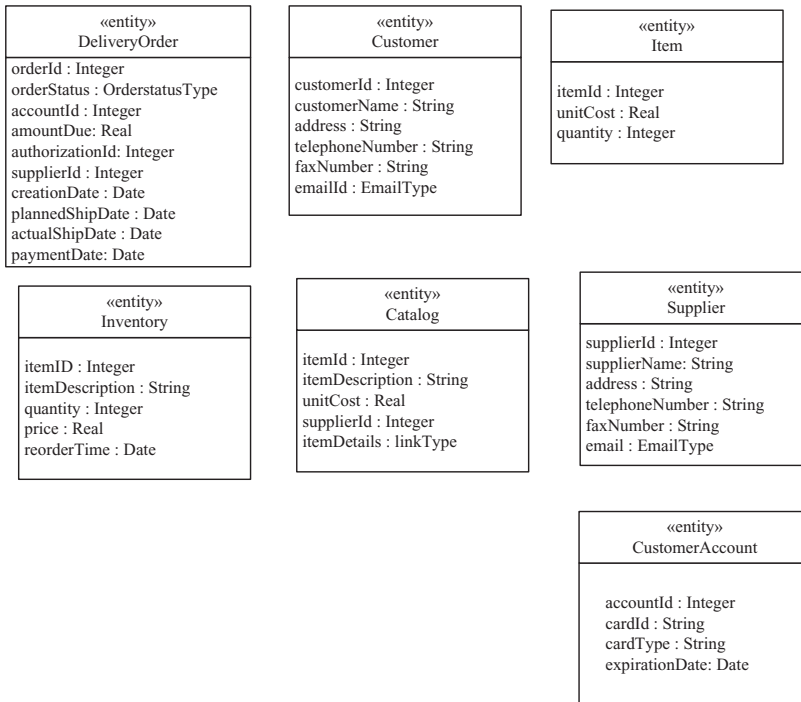 «entity»
DeliveryOrder
orderId : Integer
orderStatus : OrderstatusType
accountId : Integer
amountDue: Real
authorizationId: Integer
supplierId : Integer
creationDate : Date
plannedShipDate : Date
actualShipDate : Date
paymentDate: Date
«entity»
Customer
customerId : Integer
customerName : String
address : String
telephoneNumber : String
faxNumber : String
emailId : EmailType
«entity»
Item
itemId : Integer
unitCost : Real
quantity : Integer
«entity»
Inventory
itemID : Integer
itemDescription : String
quantity : Integer
price : Real
reorderTime : Date
«entity»
Catalog
itemId : Integer
itemDescription : String
unitCost : Real
supplierId : Integer
itemDetails : linkType
«entity»
Supplier
supplierId : Integer
supplierName: String
address : String
telephoneNumber : String
faxNumber : String
email : EmailType
«entity»
CustomerAccount
accountId : Integer
cardId : String
cardType : String
expirationDate: Date